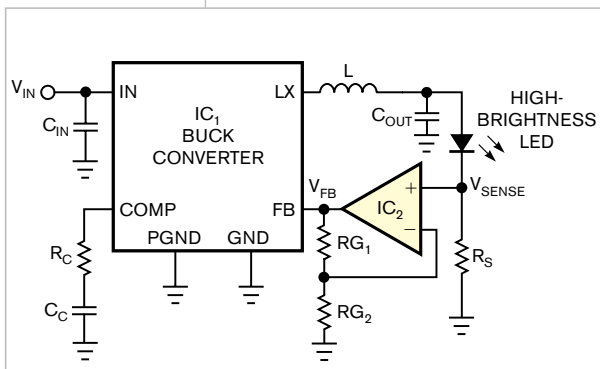 V_IN
IN
C_IN
IC_1
BUCK
CONVERTER
LX
L
C_OUT
HIGH-
BRIGHTNESS
LED
V_FB
FB
IC_2
+
−
V_SENSE
COMP
PGND
GND
R_C
C_C
RG_1
RG_2
R_S